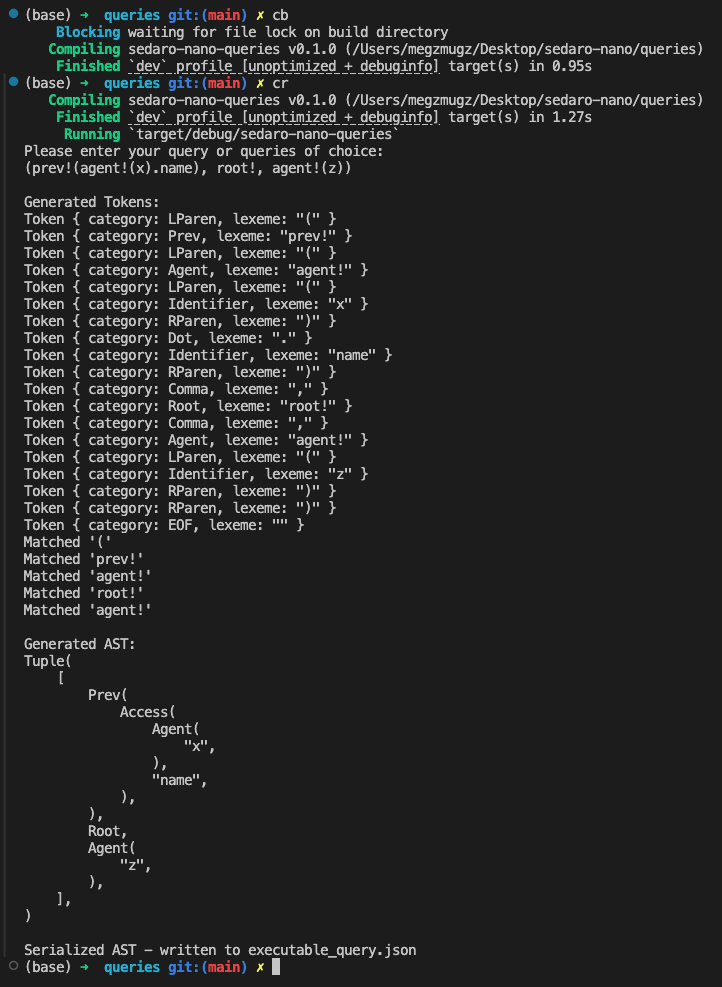 (base) ➜  queries git:(main) ✗ cb
    Blocking waiting for file lock on build directory
   Compiling sedaro-nano-queries v0.1.0 (/Users/megzmugz/Desktop/sedaro-nano/queries)
    Finished `dev` profile [unoptimized + debuginfo] target(s) in 0.95s
(base) ➜  queries git:(main) ✗ cr
   Compiling sedaro-nano-queries v0.1.0 (/Users/megzmugz/Desktop/sedaro-nano/queries)
    Finished `dev` profile [unoptimized + debuginfo] target(s) in 1.27s
     Running `target/debug/sedaro-nano-queries`
Please enter your query or queries of choice:
(prev!(agent!(x).name), root!, agent!(z))

Generated Tokens:
Token { category: LParen, lexeme: "(" }
Token { category: Prev, lexeme: "prev!" }
Token { category: LParen, lexeme: "(" }
Token { category: Agent, lexeme: "agent!" }
Token { category: LParen, lexeme: "(" }
Token { category: Identifier, lexeme: "x" }
Token { category: RParen, lexeme: ")" }
Token { category: Dot, lexeme: "." }
Token { category: Identifier, lexeme: "name" }
Token { category: RParen, lexeme: ")" }
Token { category: Comma, lexeme: "," }
Token { category: Root, lexeme: "root!" }
Token { category: Comma, lexeme: "," }
Token { category: Agent, lexeme: "agent!" }
Token { category: LParen, lexeme: "(" }
Token { category: Identifier, lexeme: "z" }
Token { category: RParen, lexeme: ")" }
Token { category: RParen, lexeme: ")" }
Token { category: EOF, lexeme: "" }
Matched '('
Matched 'prev!'
Matched 'agent!'
Matched 'root!'
Matched 'agent!'

Generated AST:
Tuple(
    [
        Prev(
            Access(
                Agent(
                    "x",
                ),
                "name",
            ),
        ),
        Root,
        Agent(
            "z",
        ),
    ],
)

Serialized AST – written to executable_query.json
(base) ➜  queries git:(main) ✗